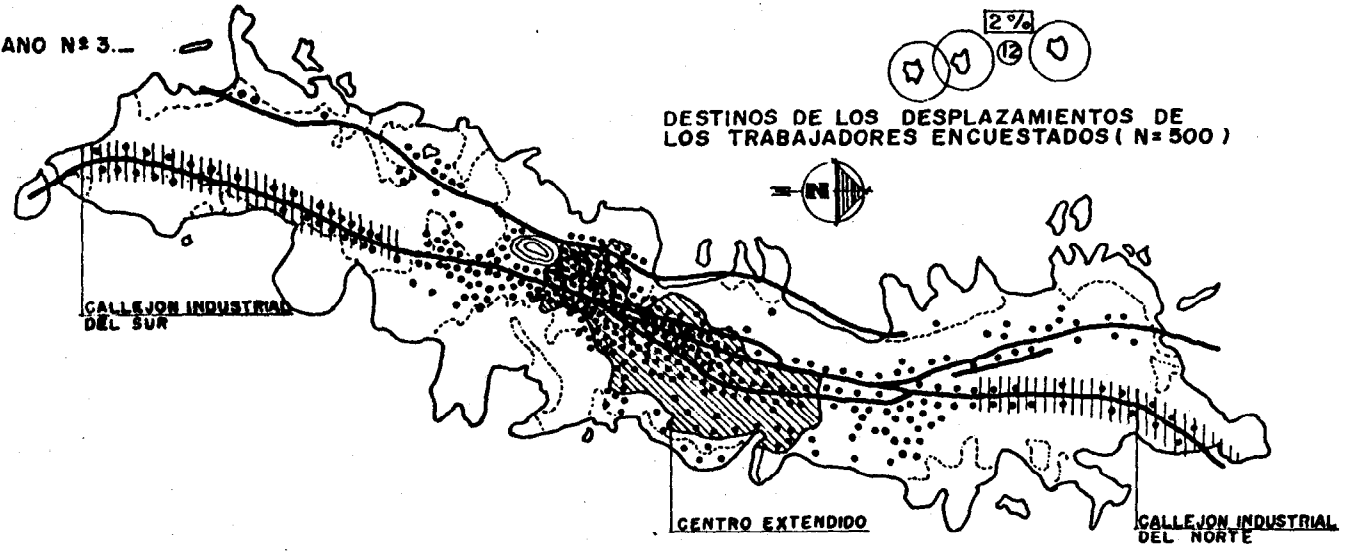 ANO Nº 3._
2 %
12
DESTINOS DE LOS DESPLAZAMIENTOS DE
LOS TRABAJADORES ENCUESTADOS ( N= 500 )
N
CALLEJON INDUSTRIAL
DEL SUR
CENTRO EXTENDIDO
CALLEJON INDUSTRIAL
DEL NORTE